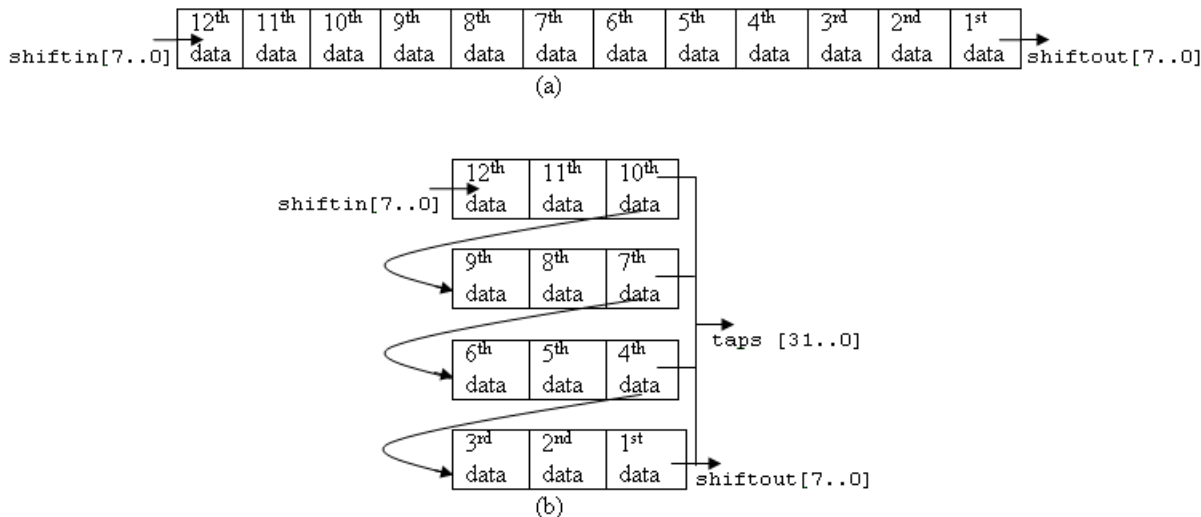 12th 11th 10th 9th 8th 7th 6th 5th 4th 3rd 2nd 1st
data data data data data data data data data data data data
shiftin[7..0] shiftout[7..0]
(a)
12th 11th 10th
data data data
shiftin[7..0]
9th 8th 7th
data data data
taps [31..0]
6th 5th 4th
data data data
3rd 2nd 1st
data data data
shiftout[7..0]
(b)